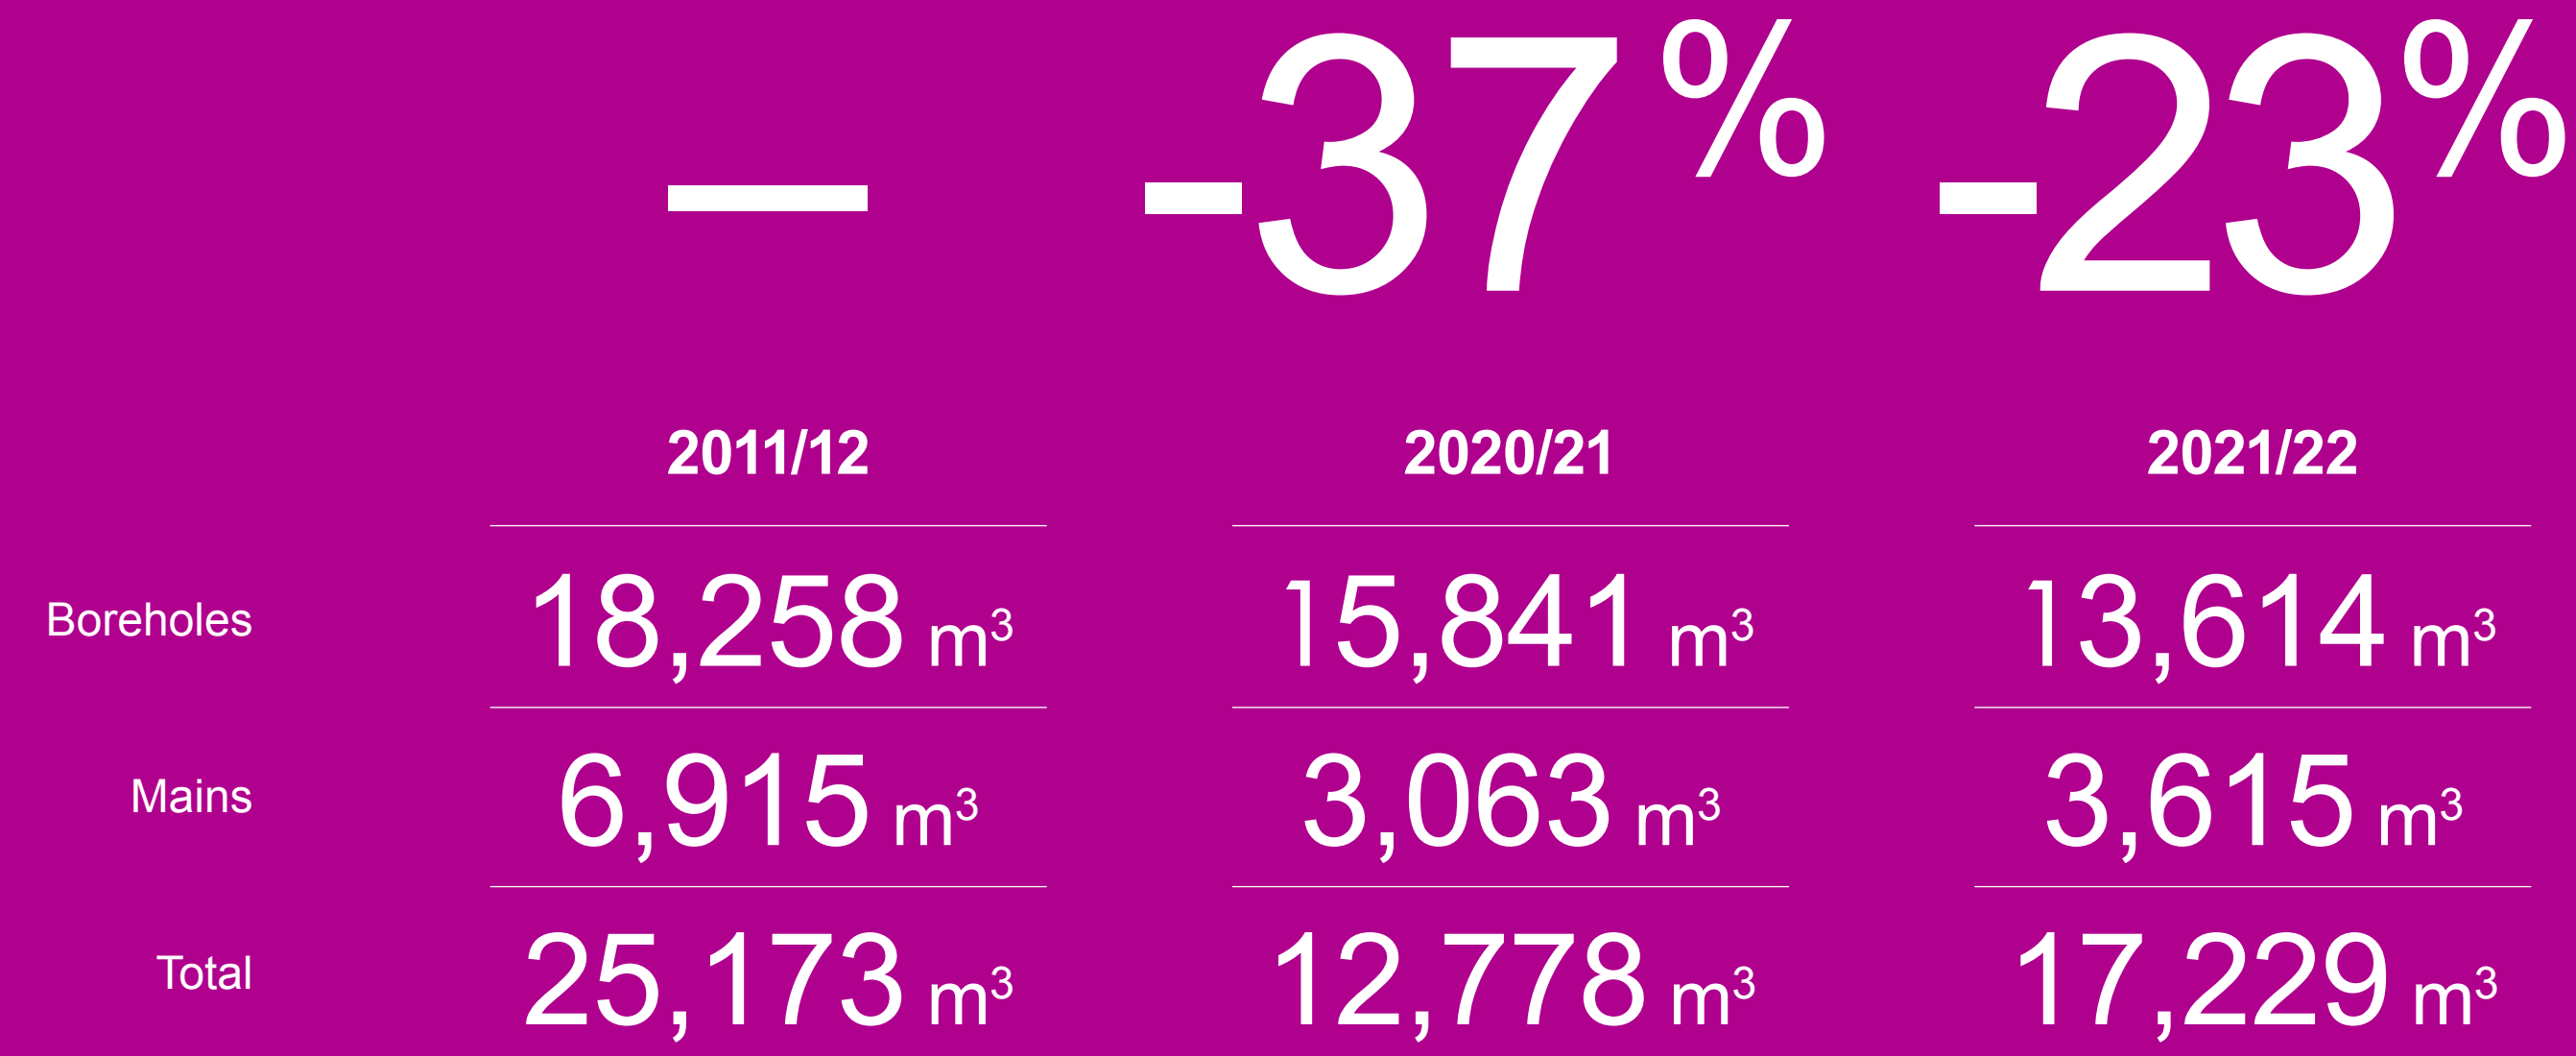 – -37% -23%
2011/12 2020/21 2021/22
Boreholes 18,258 m³ 15,841 m³ 13,614 m³
Mains 6,915 m³ 3,063 m³ 3,615 m³
Total 25,173 m³ 12,778 m³ 17,229 m³